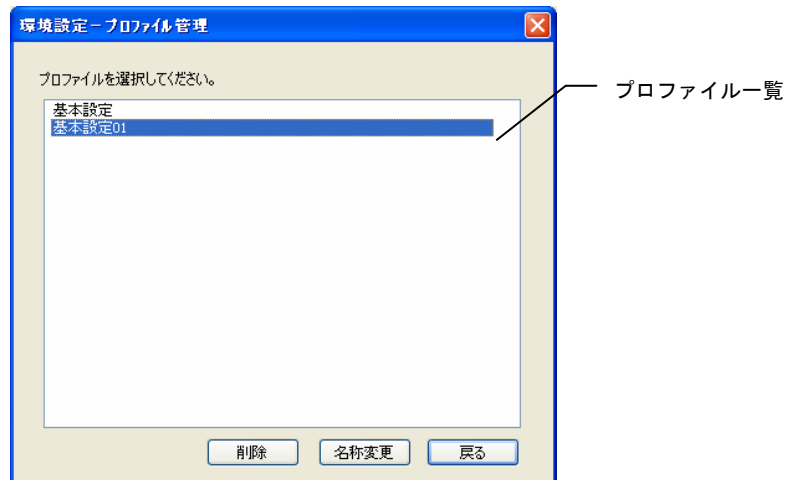 環境設定－プロファイル管理
プロファイルを選択してください。
プロファイル一覧
基本設定
基本設定01
削除
名称変更
戻る